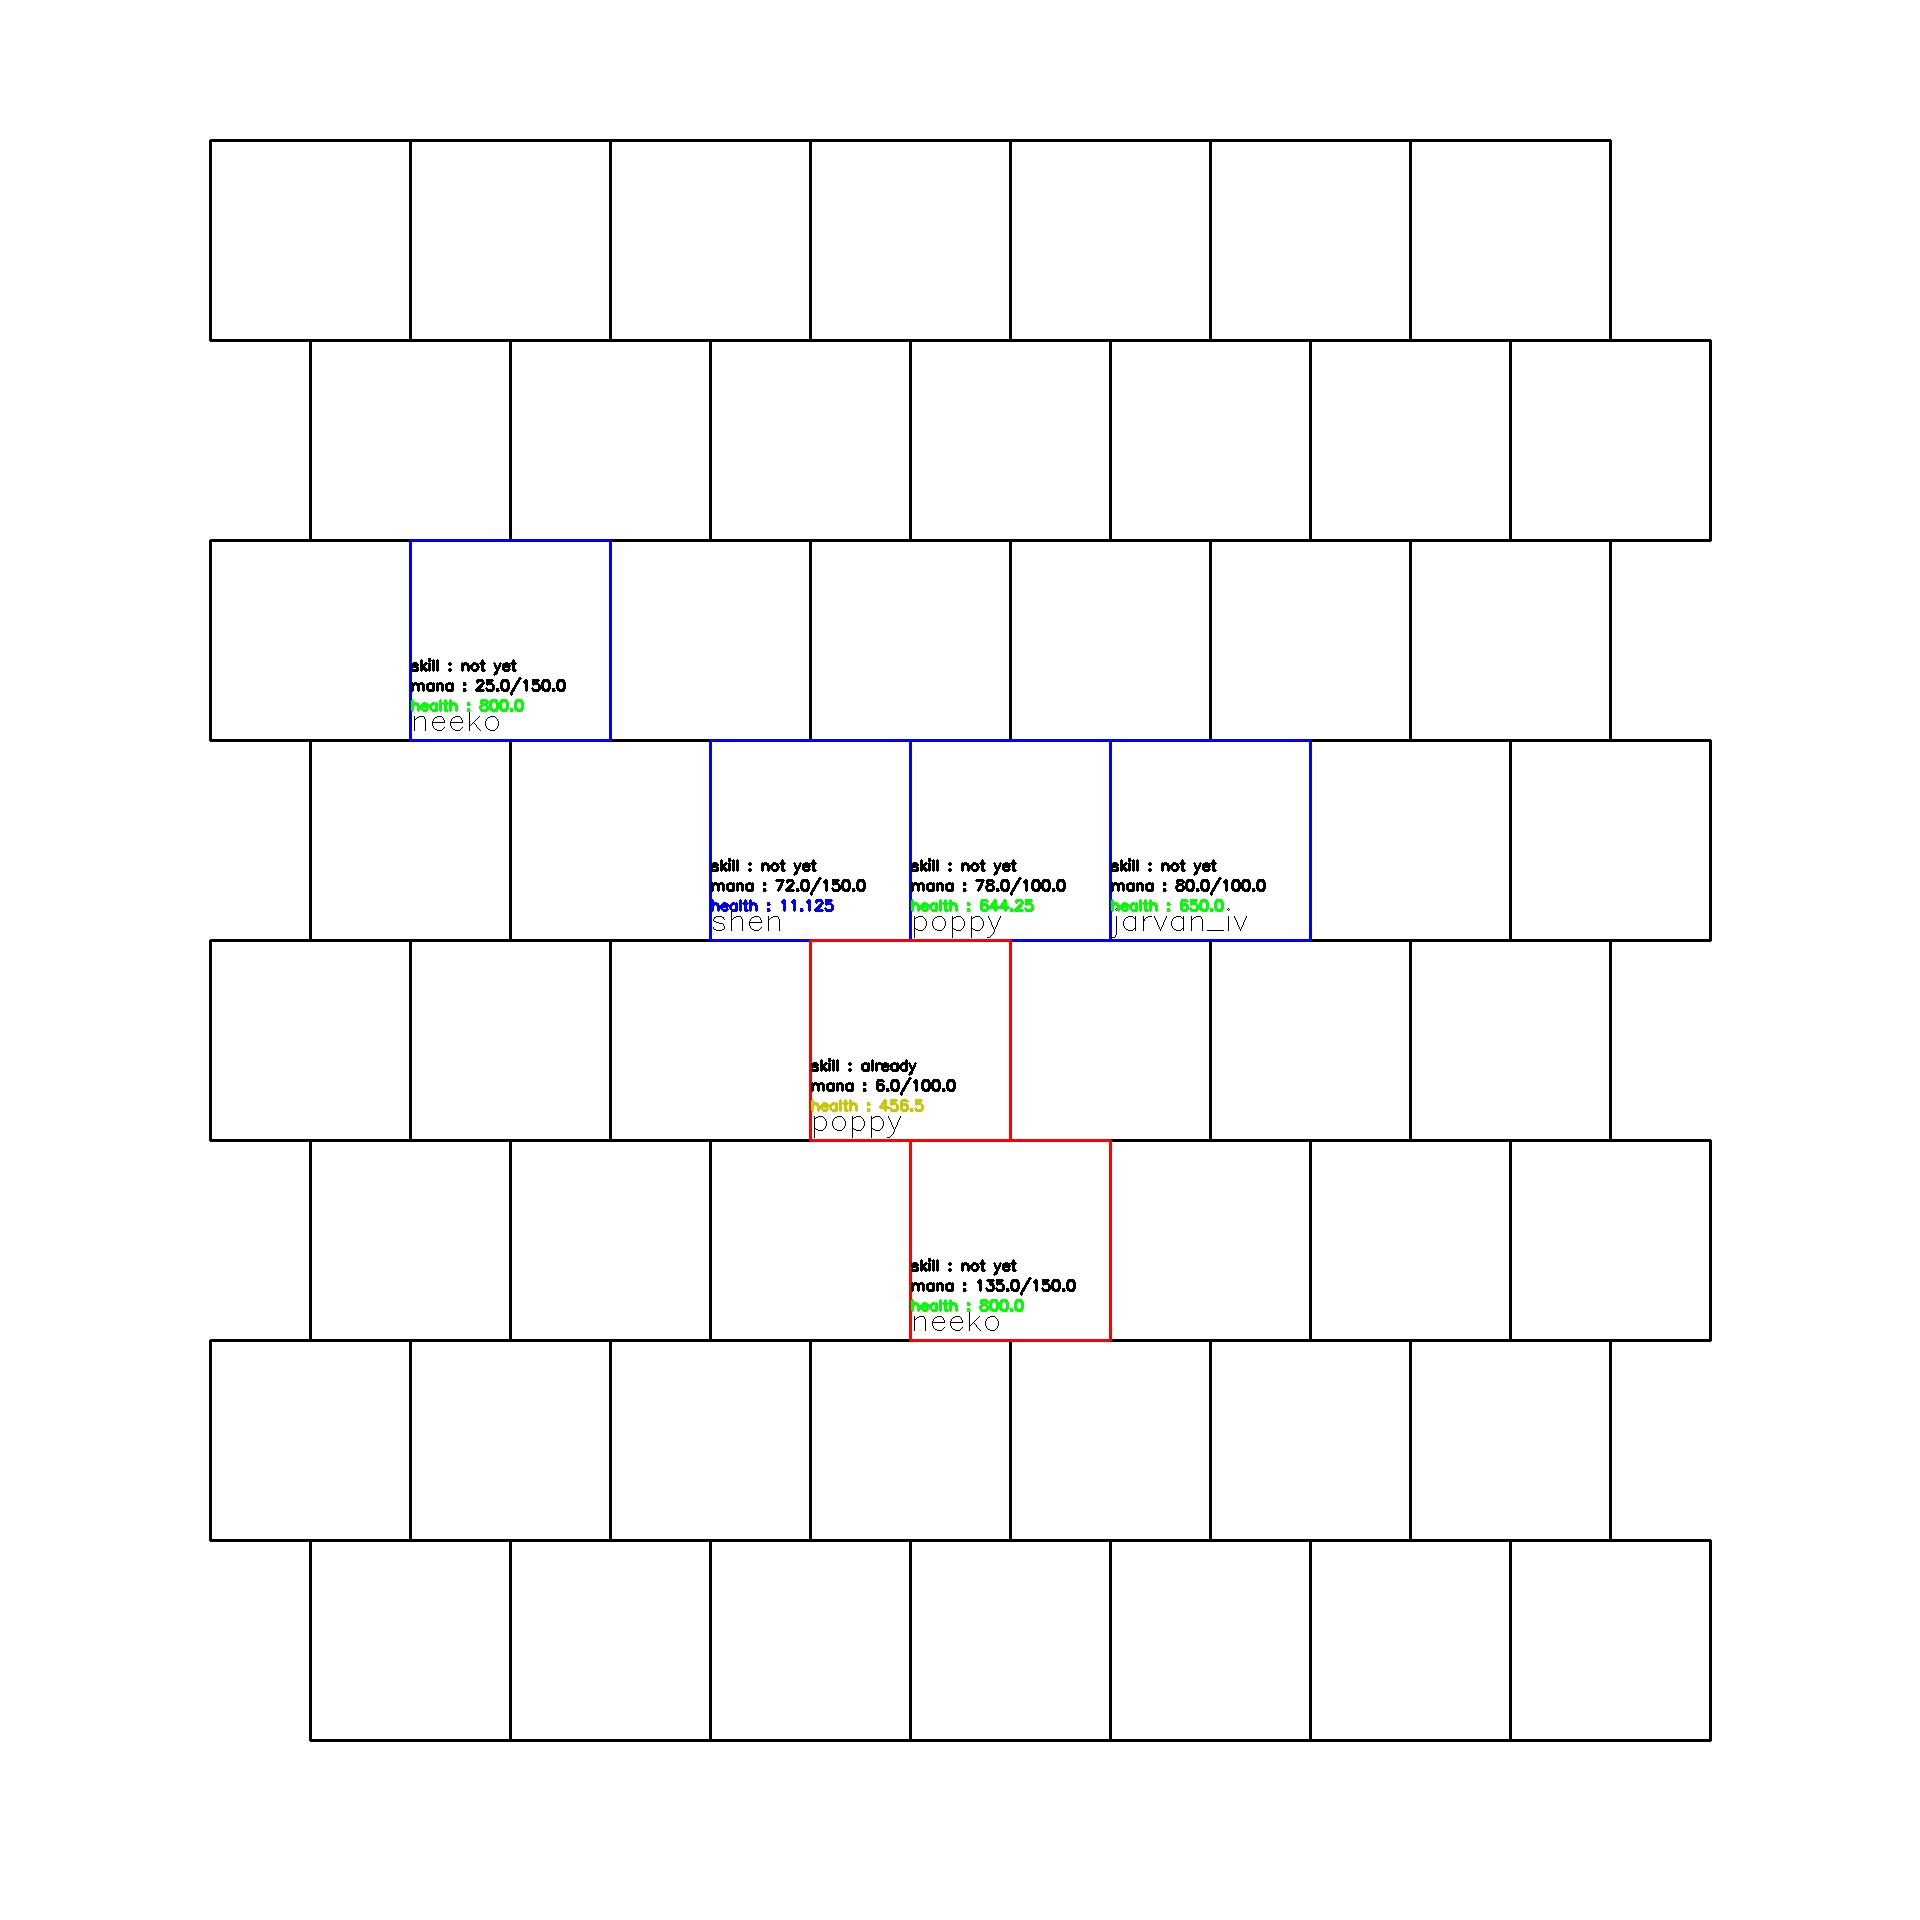 skill : not yet
mana : 25.0/150.0
health : 800.0
neeko
skill : not yet
mana : 72.0/150.0
health : 11.125
shen
skill : not yet
mana : 78.0/100.0
health : 644.25
poppy
skill : not yet
mana : 80.0/100.0
health : 650.0
jarvan_iv
skill : already
mana : 6.0/100.0
health : 456.5
poppy
skill : not yet
mana : 135.0/150.0
health : 800.0
neeko